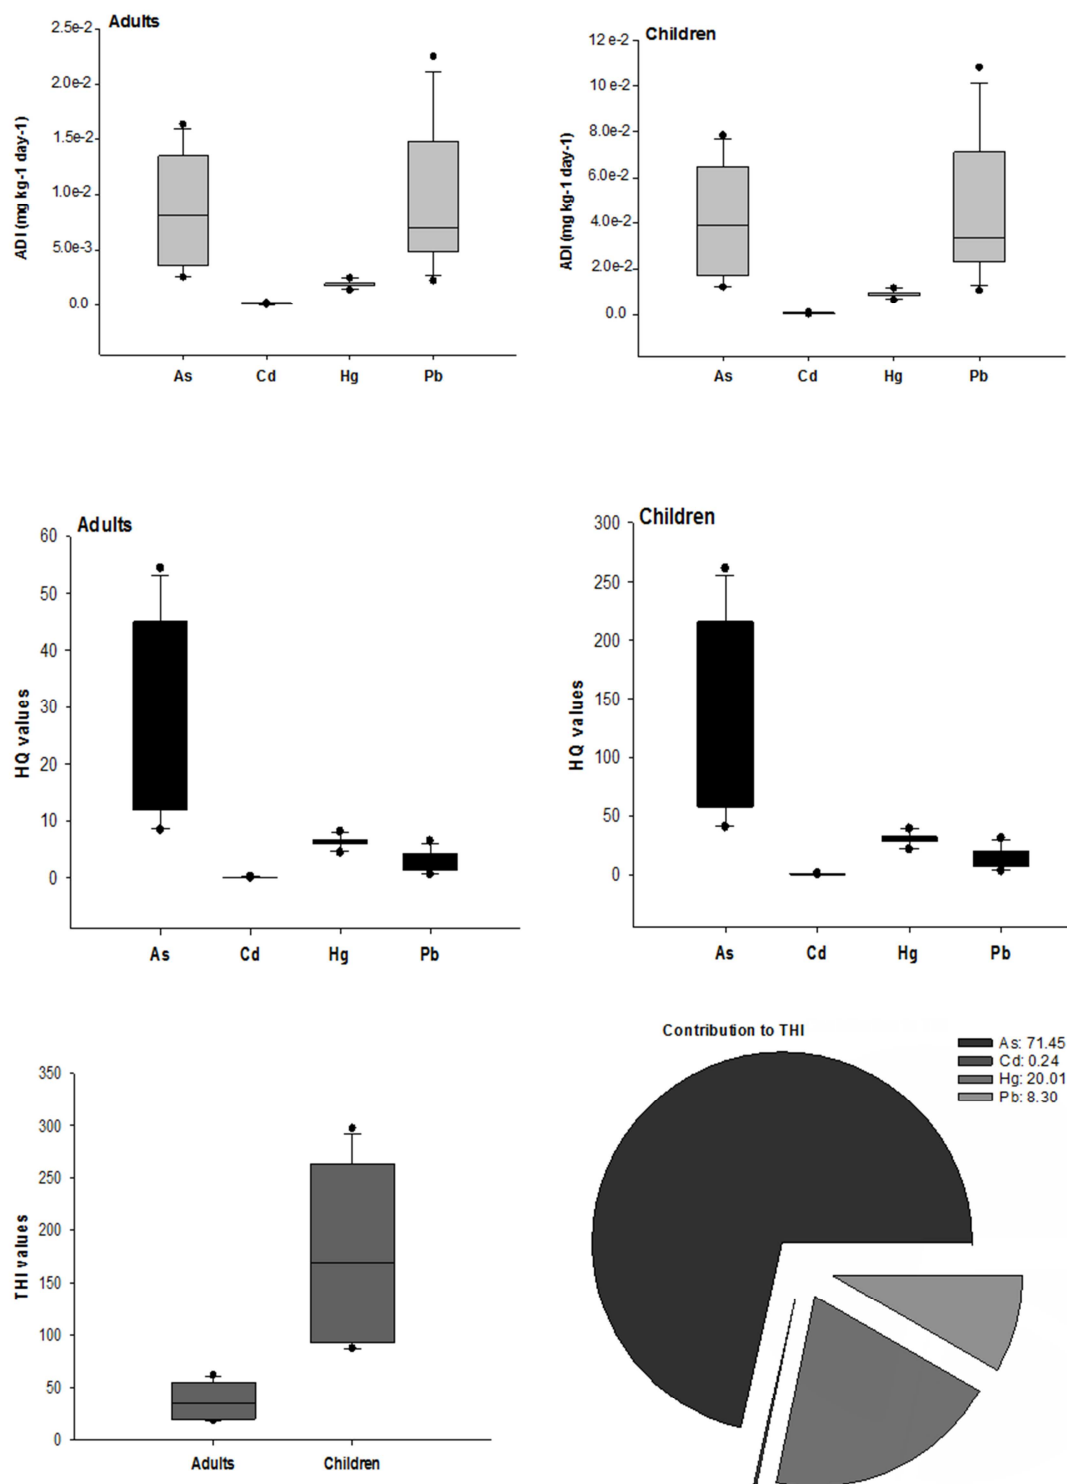 Adults
2.5e-2
2.0e-2
1.5e-2
1.0e-2
5.0e-3
0.0
ADI (mg kg-1 day-1)
As Cd Hg Pb
Children
12 e-2
10 e-2
8.0 e-2
6.0 e-2
4.0 e-2
2.0 e-2
0.0
ADI (mg kg-1 day-1)
As Cd Hg Pb
Adults
60
50
40
30
20
10
0
HQ values
As Cd Hg Pb
Children
300
250
200
150
100
50
0
HQ values
As Cd Hg Pb
350
300
250
200
150
100
50
0
THI values
Adults Children
Contribution to THI
As: 71.45
Cd: 0.24
Hg: 20.01
Pb: 8.30